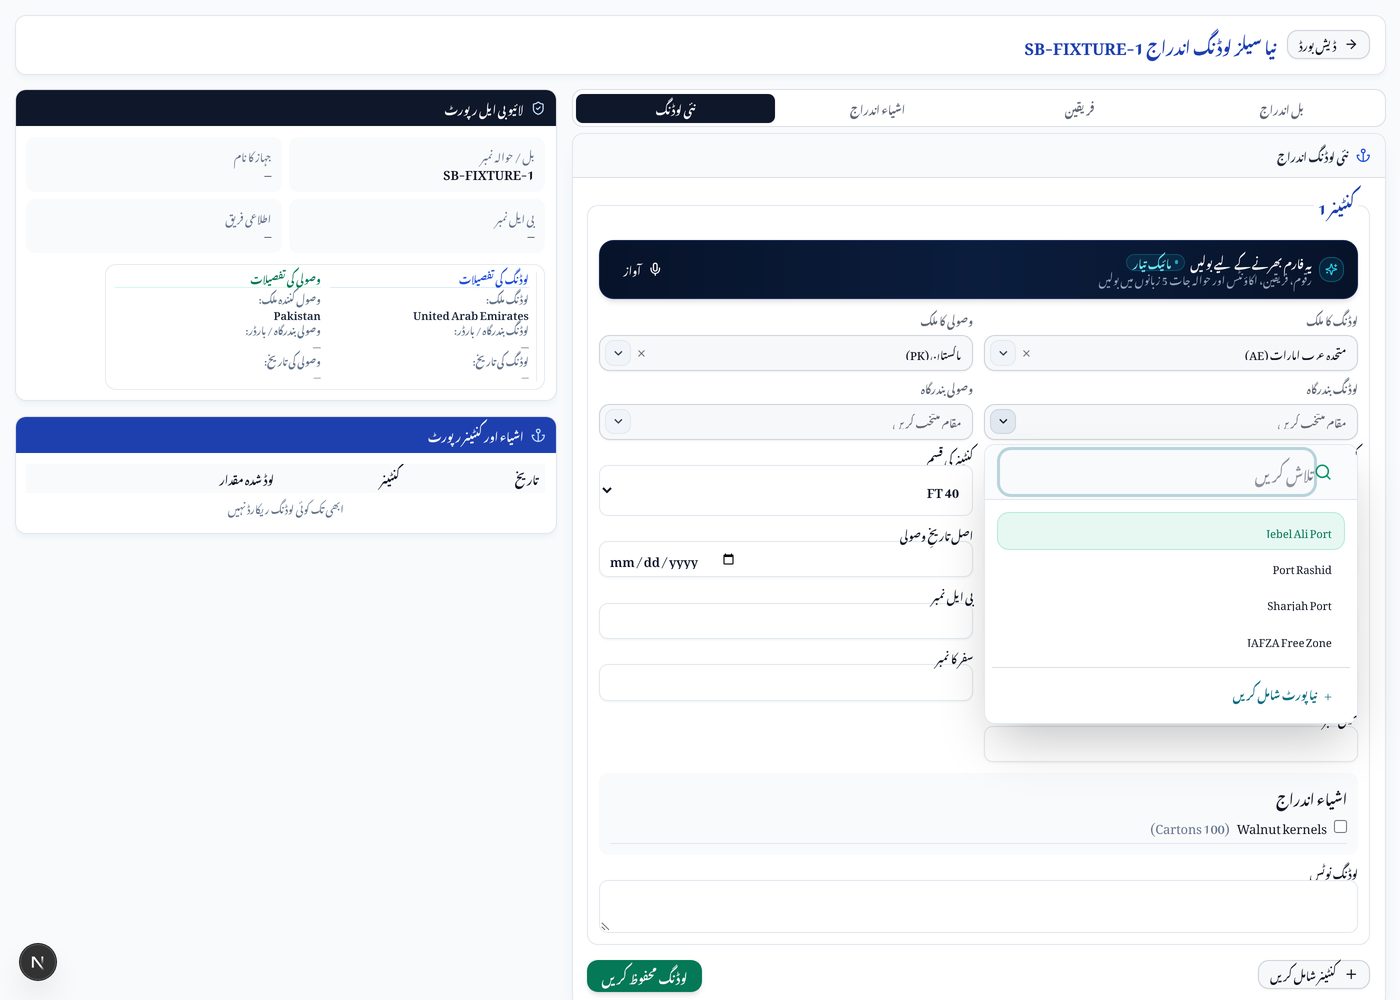 ڈیش بورڈ
نیا سیلز لوڈنگ اندراج SB-FIXTURE-1
بل اندراج
فریقین
اشیاء اندراج
نئی لوڈنگ
نئی لوڈنگ اندراج
کنٹینر 1
یہ فارم بھرنے کے لیے بولیں
مائیک تیار
رقوم، فریقین، اکاؤنٹس اور حوالہ جات 5 زبانوں میں بولیں
آواز
لوڈنگ کا ملک
وصولی کا ملک
متحدہ عرب امارات (AE)
پاکستان (PK)
لوڈنگ بندرگاہ
وصولی بندرگاہ
مقام منتخب کریں
مقام منتخب کریں
تلاش کریں
Jebel Ali Port
Port Rashid
Sharjah Port
JAFZA Free Zone
+ نیا پورٹ شامل کریں
کنٹینر کی قسم
40 FT
اصل تاریخِ وصولی
mm/dd/yyyy
بی ایل نمبر
سفر کا نمبر
اشیاء اندراج
Walnut kernels (100 Cartons)
لوڈنگ نوٹس
کنٹینر شامل کریں
لوڈنگ محفوظ کریں
لائیو بی ایل رپورٹ
بل / حوالہ نمبر
SB-FIXTURE-1
جہاز کا نام
—
بی ایل نمبر
—
اطلاعی فریق
—
لوڈنگ کی تفصیلات
لوڈنگ ملک:
United Arab Emirates
لوڈنگ بندرگاہ / بارڈر:
—
لوڈنگ کی تاریخ:
—
وصولی کی تفصیلات
وصول کنندہ ملک:
Pakistan
وصولی بندرگاہ / بارڈر:
—
وصولی کی تاریخ:
—
اشیاء اور کنٹینر رپورٹ
تاریخ
کنٹینر
لوڈ شدہ مقدار
ابھی تک کوئی لوڈنگ ریکارڈ نہیں
N